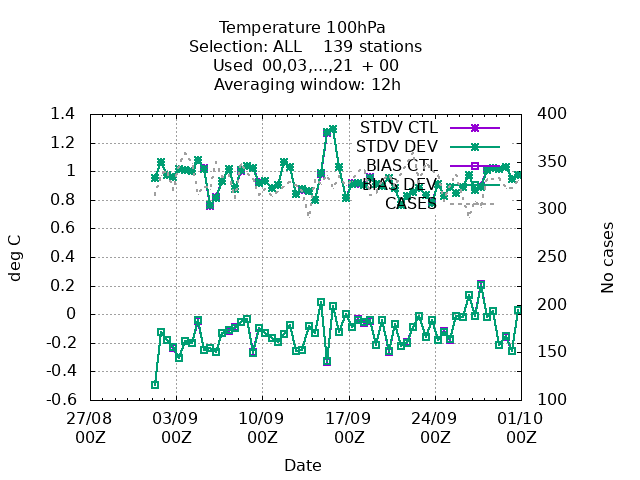 Temperature 100hPa
Selection: ALL 139 stations
Used 00,03,...,21 + 00
Averaging window: 12h
1.4
1.2
1
0.8
0.6
0.4
0.2
0
-0.2
-0.4
-0.6
400
350
300
250
200
150
100
STDV CTL
STDV DEV
BIAS CTL
BIAS DEV
CASES
deg C
No cases
27/08 03/09 10/09 17/09 24/09 01/10
00Z 00Z 00Z 00Z 00Z 00Z
Date